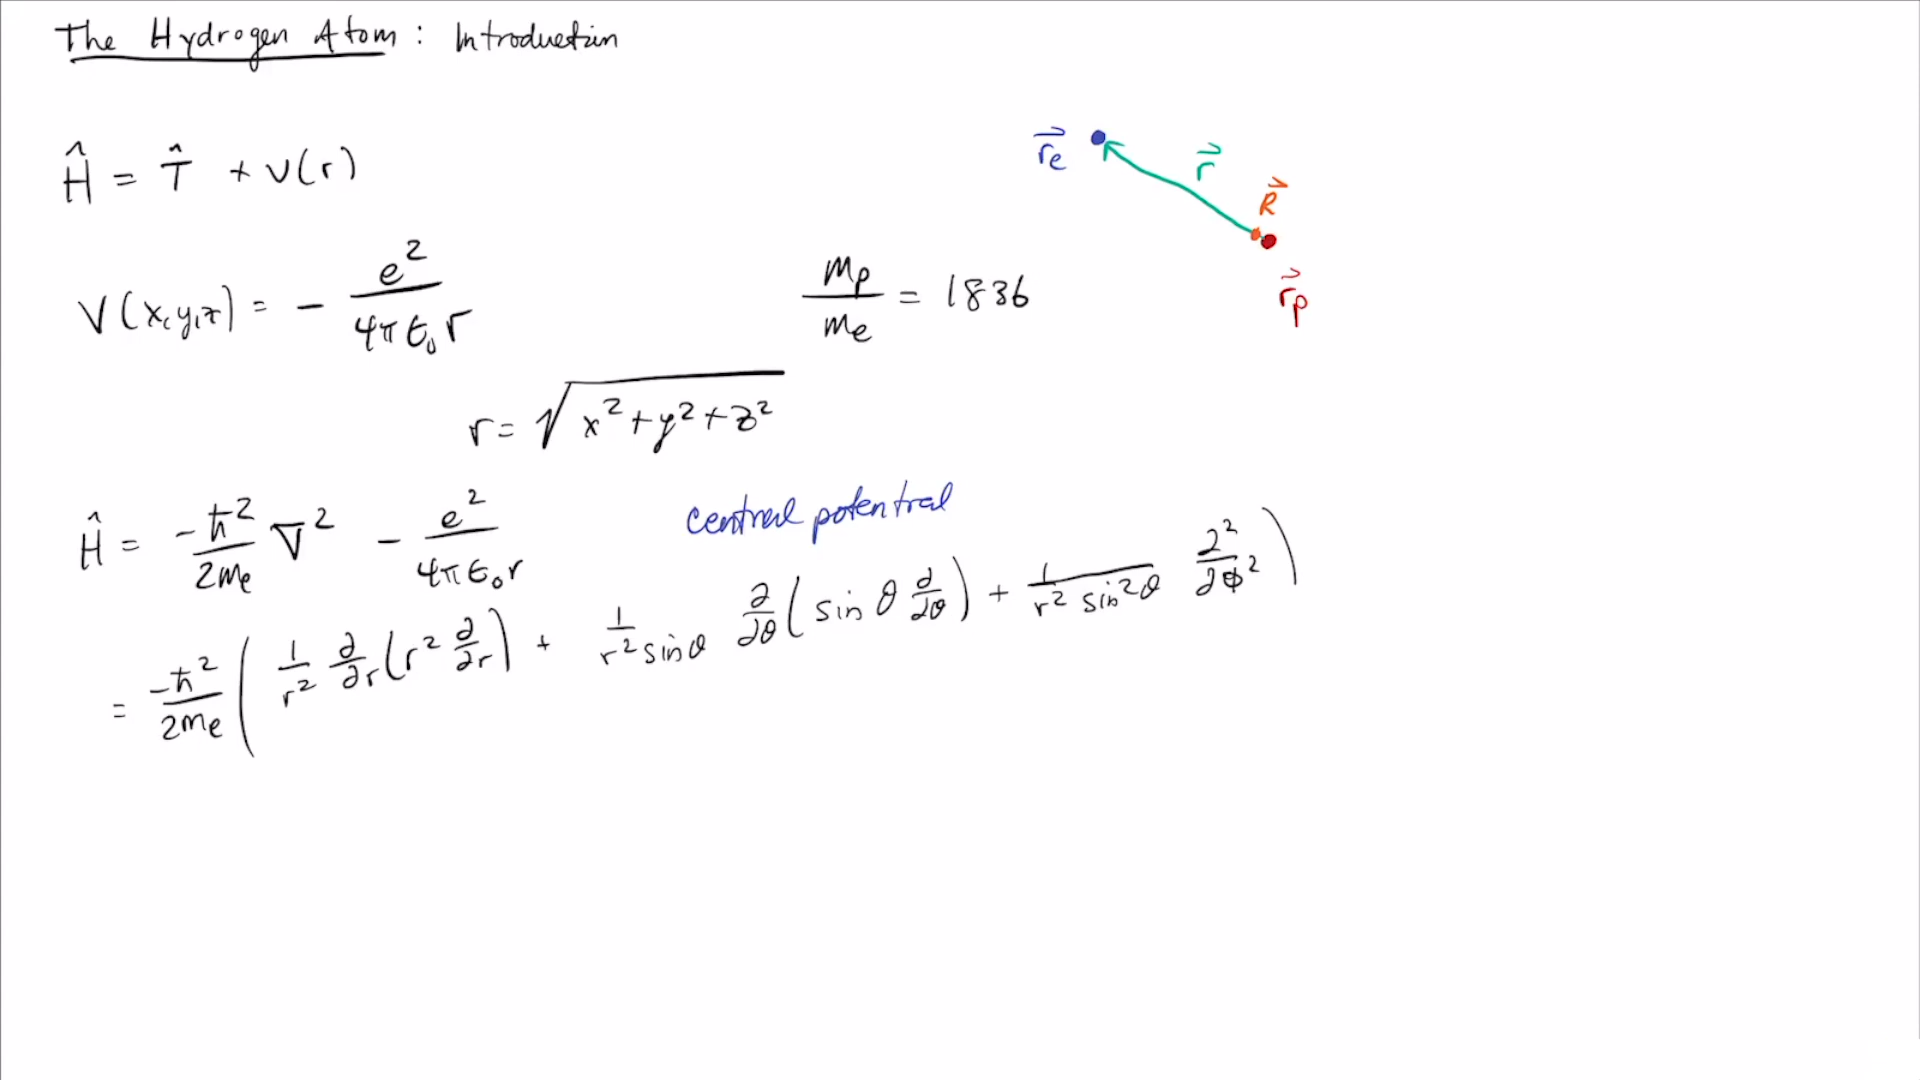 The Hydrogen Atom : Introduction
Ĥ = T̂ + V(r)
r⃗e
r⃗
R⃗
r⃗p
V(x,y,z) = - e² / 4πϵ₀r
mp / me = 1836
r = √(x² + y² + z²)
Ĥ = -ħ²/2me ∇² - e² / 4πϵ₀r
central potential
= -ħ²/2me ( 1/r² ∂/∂r (r² ∂/∂r) + 1/r² sinθ ∂/∂θ (sin θ ∂/∂θ) + 1/r² sin²θ ∂²/∂ϕ² )